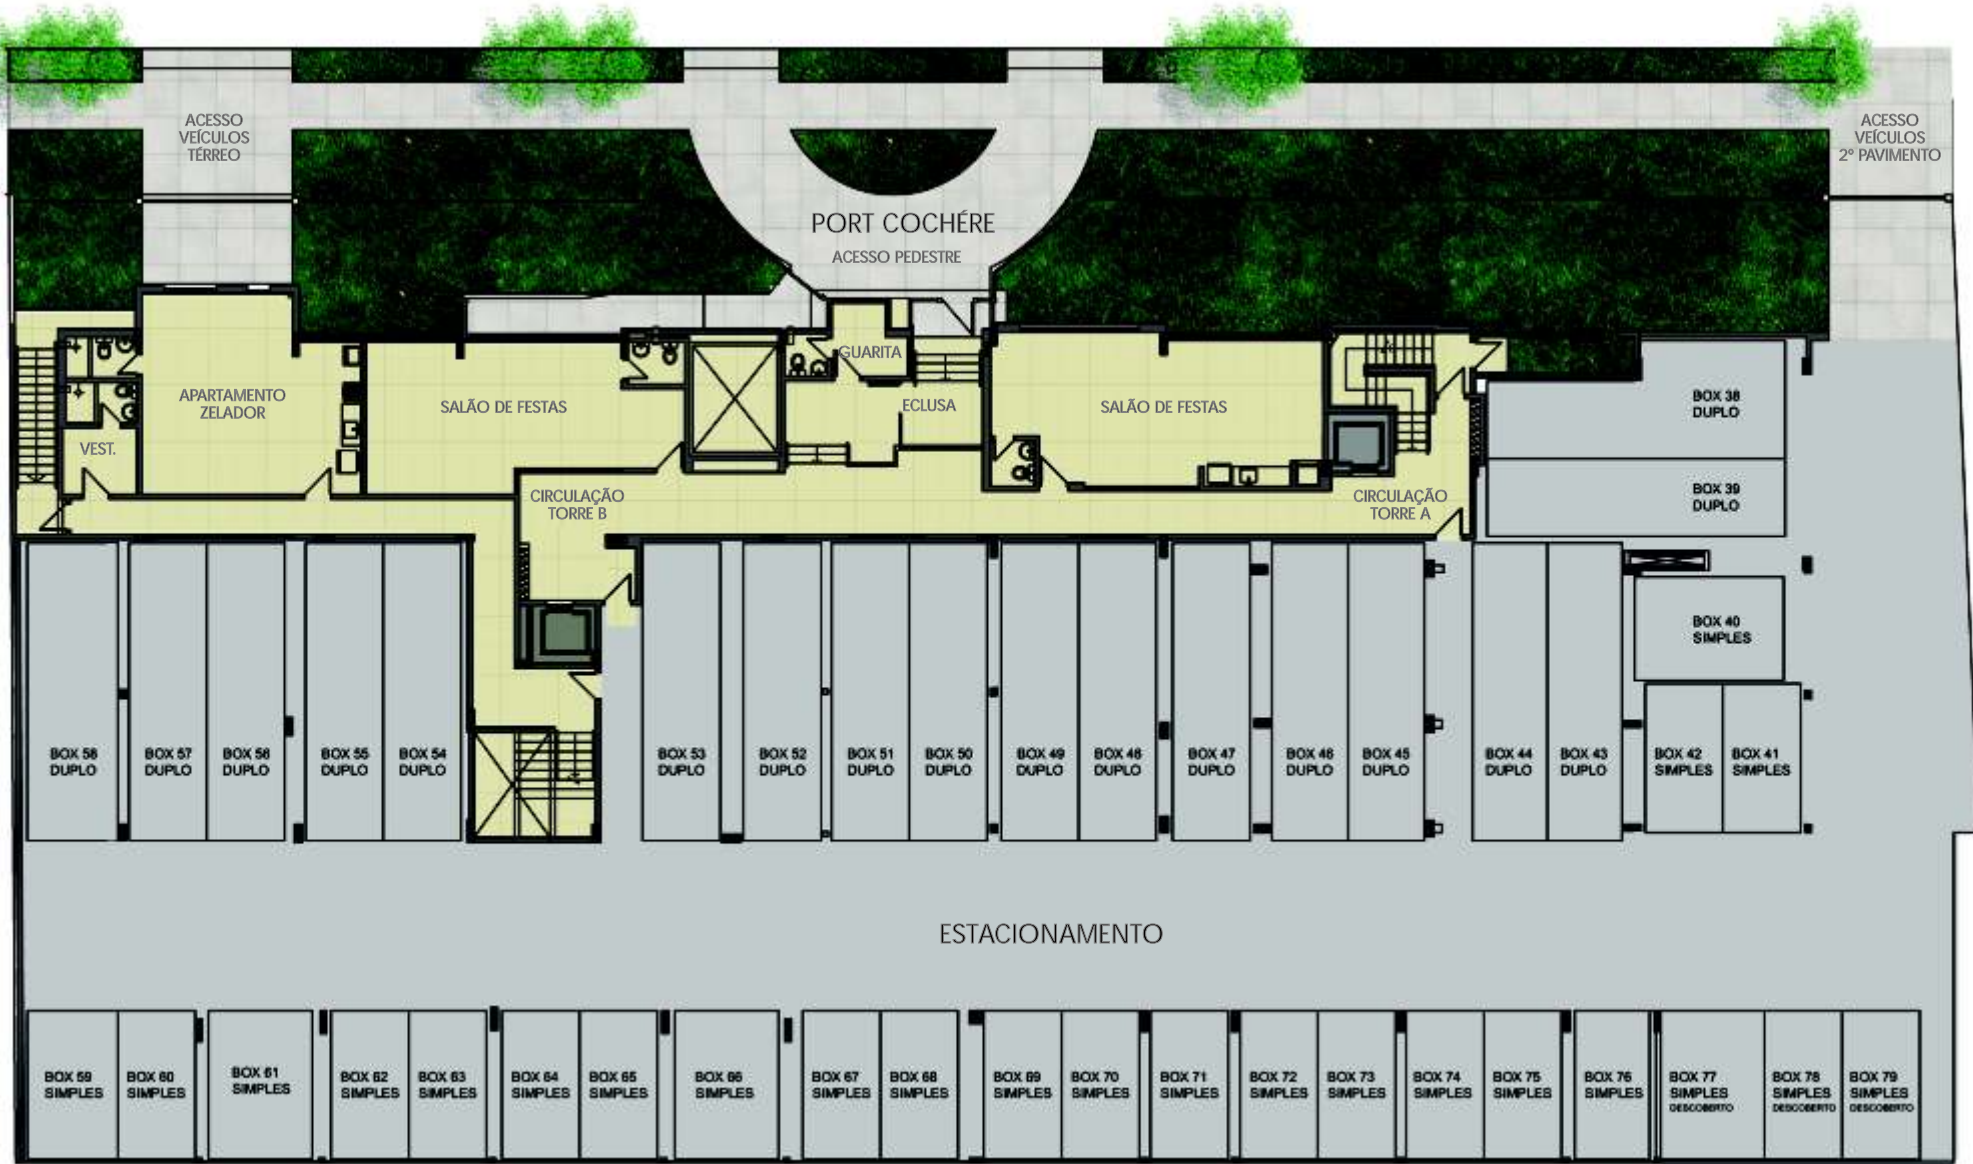 ACESSO
VEÍCULOS
TÉRREO
ACESSO
VEÍCULOS
2° PAVIMENTO
PORT COCHÉRE
ACESSO PEDESTRE
GUARITA
APARTAMENTO
ZELADOR
SALÃO DE FESTAS
ECLUSA
SALÃO DE FESTAS
VEST.
CIRCULAÇÃO
TORRE B
CIRCULAÇÃO
TORRE A
BOX 38
DUPLO
BOX 39
DUPLO
BOX 40
SIMPLES
BOX 58
DUPLO
BOX 57
DUPLO
BOX 56
DUPLO
BOX 55
DUPLO
BOX 54
DUPLO
BOX 53
DUPLO
BOX 52
DUPLO
BOX 51
DUPLO
BOX 50
DUPLO
BOX 49
DUPLO
BOX 48
DUPLO
BOX 47
DUPLO
BOX 46
DUPLO
BOX 45
DUPLO
BOX 44
DUPLO
BOX 43
DUPLO
BOX 42
SIMPLES
BOX 41
SIMPLES
ESTACIONAMENTO
BOX 59
SIMPLES
BOX 60
SIMPLES
BOX 61
SIMPLES
BOX 62
SIMPLES
BOX 63
SIMPLES
BOX 64
SIMPLES
BOX 65
SIMPLES
BOX 66
SIMPLES
BOX 67
SIMPLES
BOX 68
SIMPLES
BOX 69
SIMPLES
BOX 70
SIMPLES
BOX 71
SIMPLES
BOX 72
SIMPLES
BOX 73
SIMPLES
BOX 74
SIMPLES
BOX 75
SIMPLES
BOX 76
SIMPLES
BOX 77
SIMPLES
DESCOBERTO
BOX 78
SIMPLES
DESCOBERTO
BOX 79
SIMPLES
DESCOBERTO